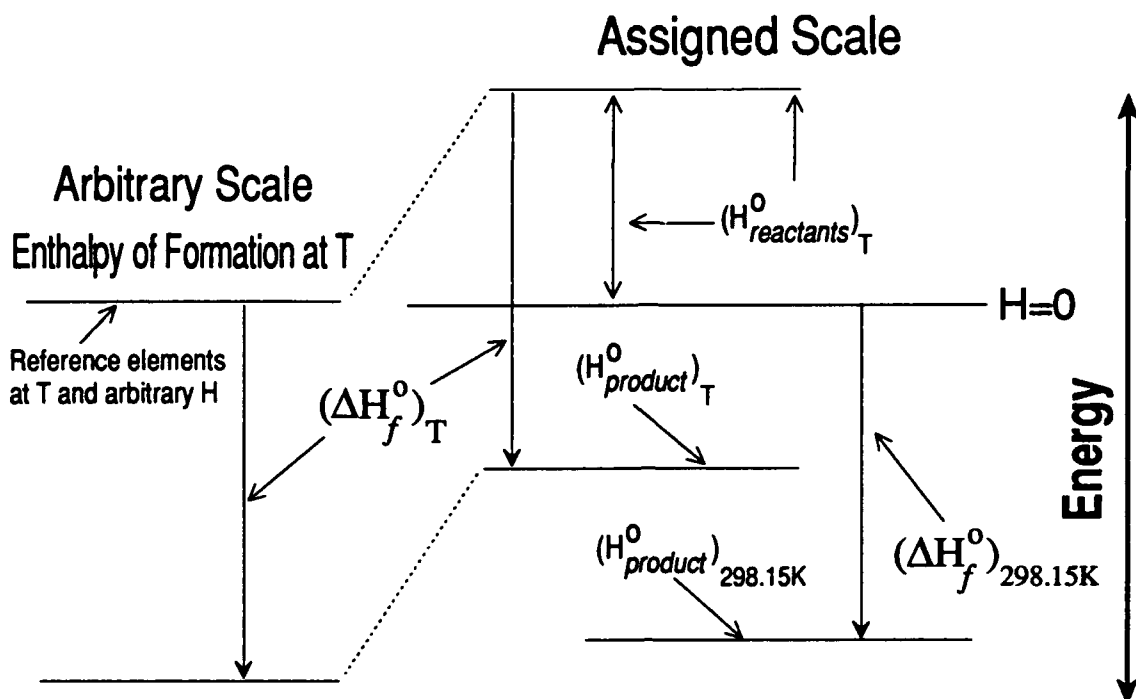 Assigned Scale
Arbitrary Scale
Enthalpy of Formation at T
(H°reactants)T
H=0
Reference elements
at T and arbitrary H
(ΔH°f)T
(H°product)T
(H°product)298.15K
(ΔH°f)298.15K
Energy